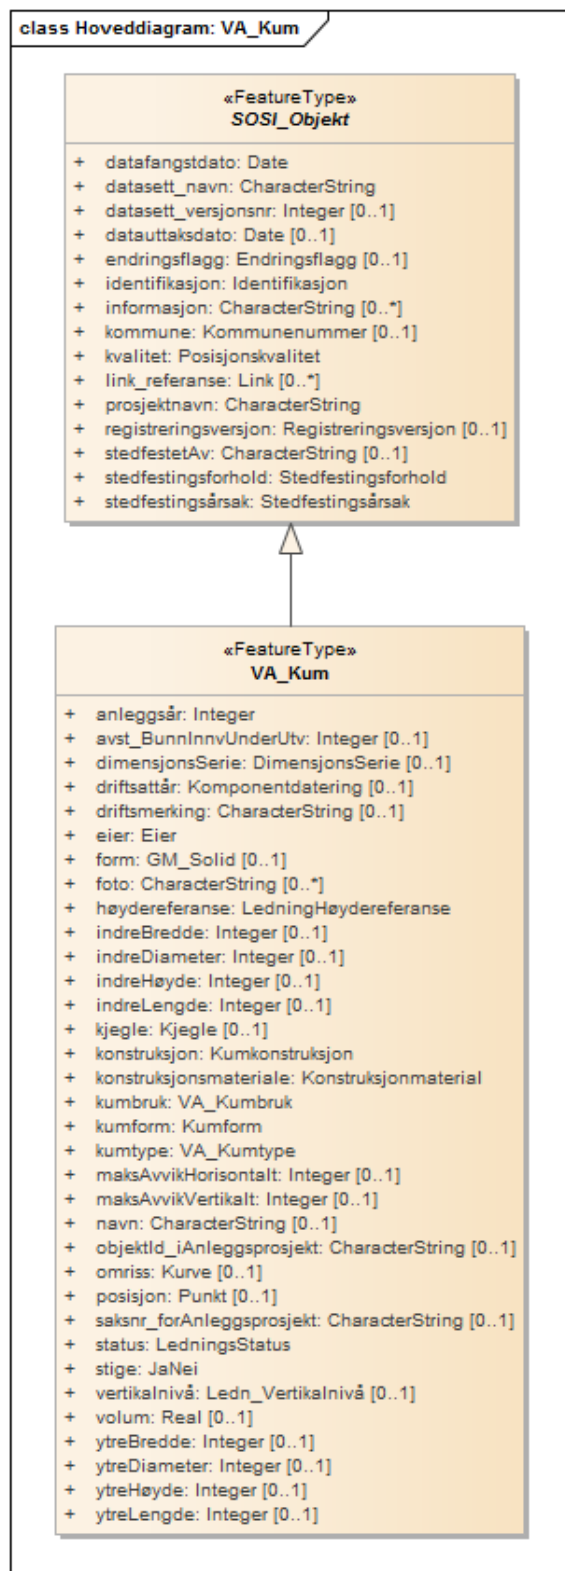 class Hoveddiagram: VA_Kum
«FeatureType»
SOSI_Objekt
+ datafangstdato: Date
+ datasett_navn: CharacterString
+ datasett_versjonsnr: Integer [0..1]
+ datauttaksdato: Date [0..1]
+ endringsflagg: Endringsflagg [0..1]
+ identifikasjon: Identifikasjon
+ informasjon: CharacterString [0..*]
+ kommune: Kommunenummer [0..1]
+ kvalitet: Posisjonskvalitet
+ link_referanse: Link [0..*]
+ prosjektnavn: CharacterString
+ registreringsversjon: Registreringsversjon [0..1]
+ stedfestetAv: CharacterString [0..1]
+ stedfestingsforhold: Stedfestingsforhold
+ stedfestingsårsak: Stedfestingsårsak
«FeatureType»
VA_Kum
+ anleggsår: Integer
+ avst_BunnInnvUnderUtv: Integer [0..1]
+ dimensjonsSerie: DimensjonsSerie [0..1]
+ driftsattår: Komponentdatering [0..1]
+ driftsmerking: CharacterString [0..1]
+ eier: Eier
+ form: GM_Solid [0..1]
+ foto: CharacterString [0..*]
+ høydereferanse: LedningHøydereferanse
+ indreBredde: Integer [0..1]
+ indreDiameter: Integer [0..1]
+ indreHøyde: Integer [0..1]
+ indreLengde: Integer [0..1]
+ kjegle: Kjegle [0..1]
+ konstruksjon: Kumkonstruksjon
+ konstruksjonsmateriale: Konstruksjonmaterial
+ kumbruk: VA_Kumbruk
+ kumform: Kumform
+ kumtype: VA_Kumtype
+ maksAvvikHorisontalt: Integer [0..1]
+ maksAvvikVertikalt: Integer [0..1]
+ navn: CharacterString [0..1]
+ objektId_iAnleggsprosjekt: CharacterString [0..1]
+ omriss: Kurve [0..1]
+ posisjon: Punkt [0..1]
+ saksnr_forAnleggsprosjekt: CharacterString [0..1]
+ status: LedningsStatus
+ stige: JaNei
+ vertikalnivå: Ledn_Vertikalnivå [0..1]
+ volum: Real [0..1]
+ ytreBredde: Integer [0..1]
+ ytreDiameter: Integer [0..1]
+ ytreHøyde: Integer [0..1]
+ ytreLengde: Integer [0..1]